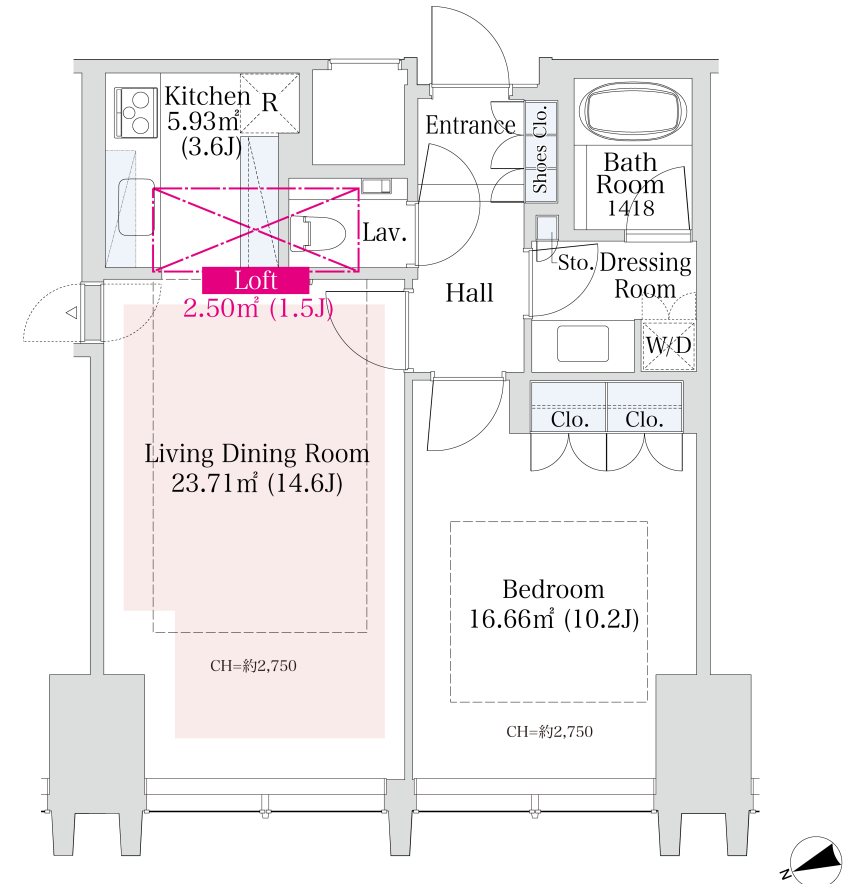 Kitchen
5.93㎡
(3.6J)
R
Entrance
Shoes Clo.
Bath
Room
1418
Lav.
Loft
2.50㎡ (1.5J)
Hall
Sto.
Dressing
Room
W/D
Clo.
Clo.
Living Dining Room
23.71㎡ (14.6J)
CH=約2,750
Bedroom
16.66㎡ (10.2J)
CH=約2,750
N